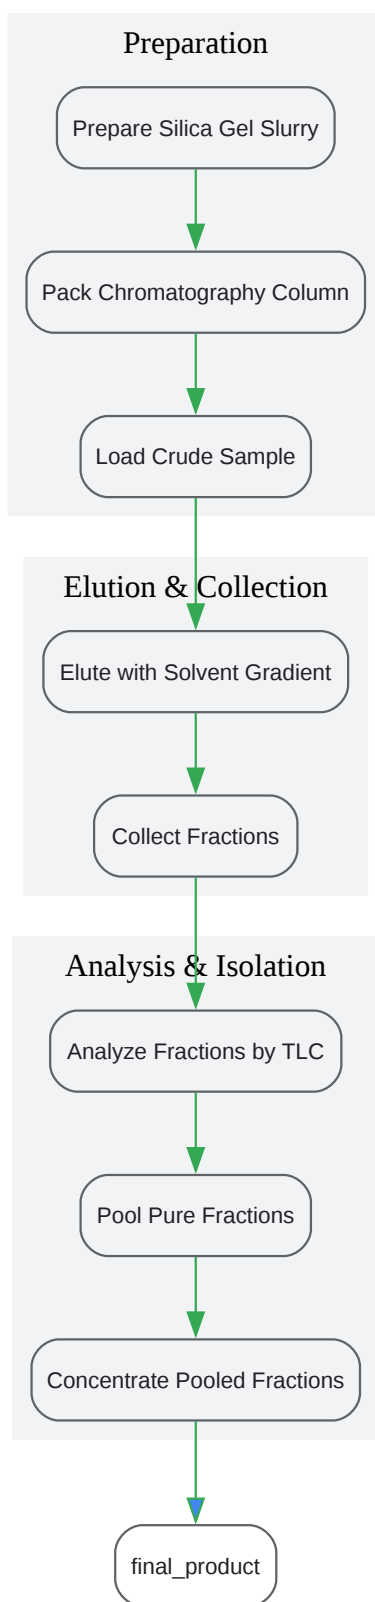 Preparation
Prepare Silica Gel Slurry
Pack Chromatography Column
Load Crude Sample
Elution & Collection
Elute with Solvent Gradient
Collect Fractions
Analysis & Isolation
Analyze Fractions by TLC
Pool Pure Fractions
Concentrate Pooled Fractions
final_product